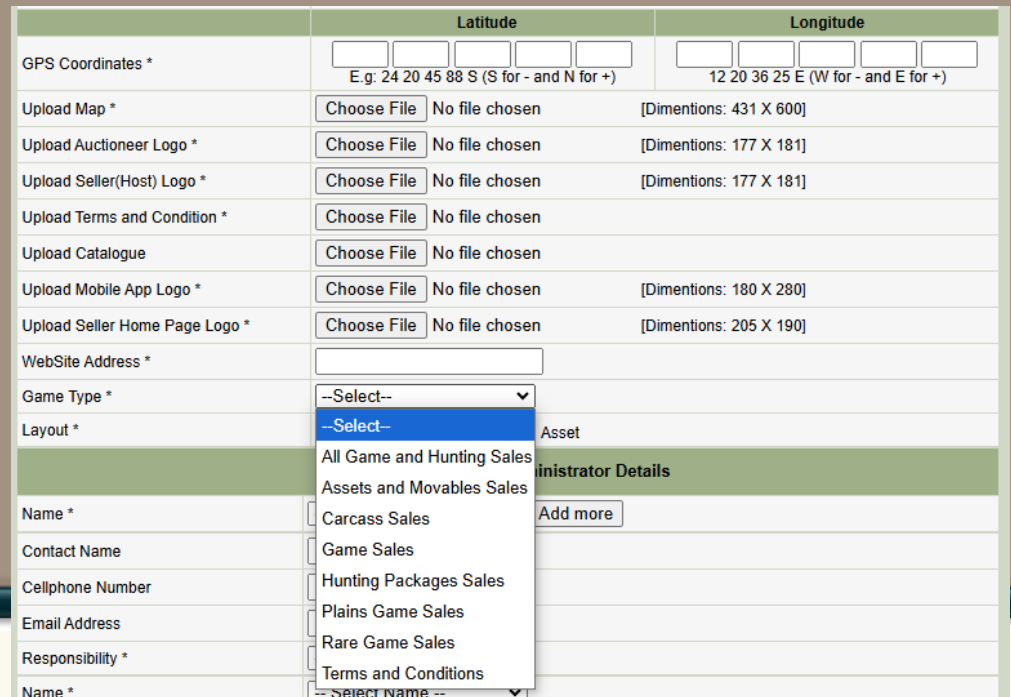 Latitude Longitude
GPS Coordinates *
E.g: 24 20 45 88 S (S for - and N for +) 12 20 36 25 E (W for - and E for +)
Upload Map * Choose File No file chosen [Dimentions: 431 X 600]
Upload Auctioneer Logo * Choose File No file chosen [Dimentions: 177 X 181]
Upload Seller(Host) Logo * Choose File No file chosen [Dimentions: 177 X 181]
Upload Terms and Condition * Choose File No file chosen
Upload Catalogue Choose File No file chosen
Upload Mobile App Logo * Choose File No file chosen [Dimentions: 180 X 280]
Upload Seller Home Page Logo * Choose File No file chosen [Dimentions: 205 X 190]
WebSite Address *
Game Type * --Select--
Layout * --Select-- Asset
All Game and Hunting Sales
inistrator Details
Assets and Movables Sales
Name * Carcass Sales Add more
Contact Name Game Sales
Cellphone Number Hunting Packages Sales
Email Address Plains Game Sales
Responsibility * Rare Game Sales
Terms and Conditions
Name * -- Select Name --